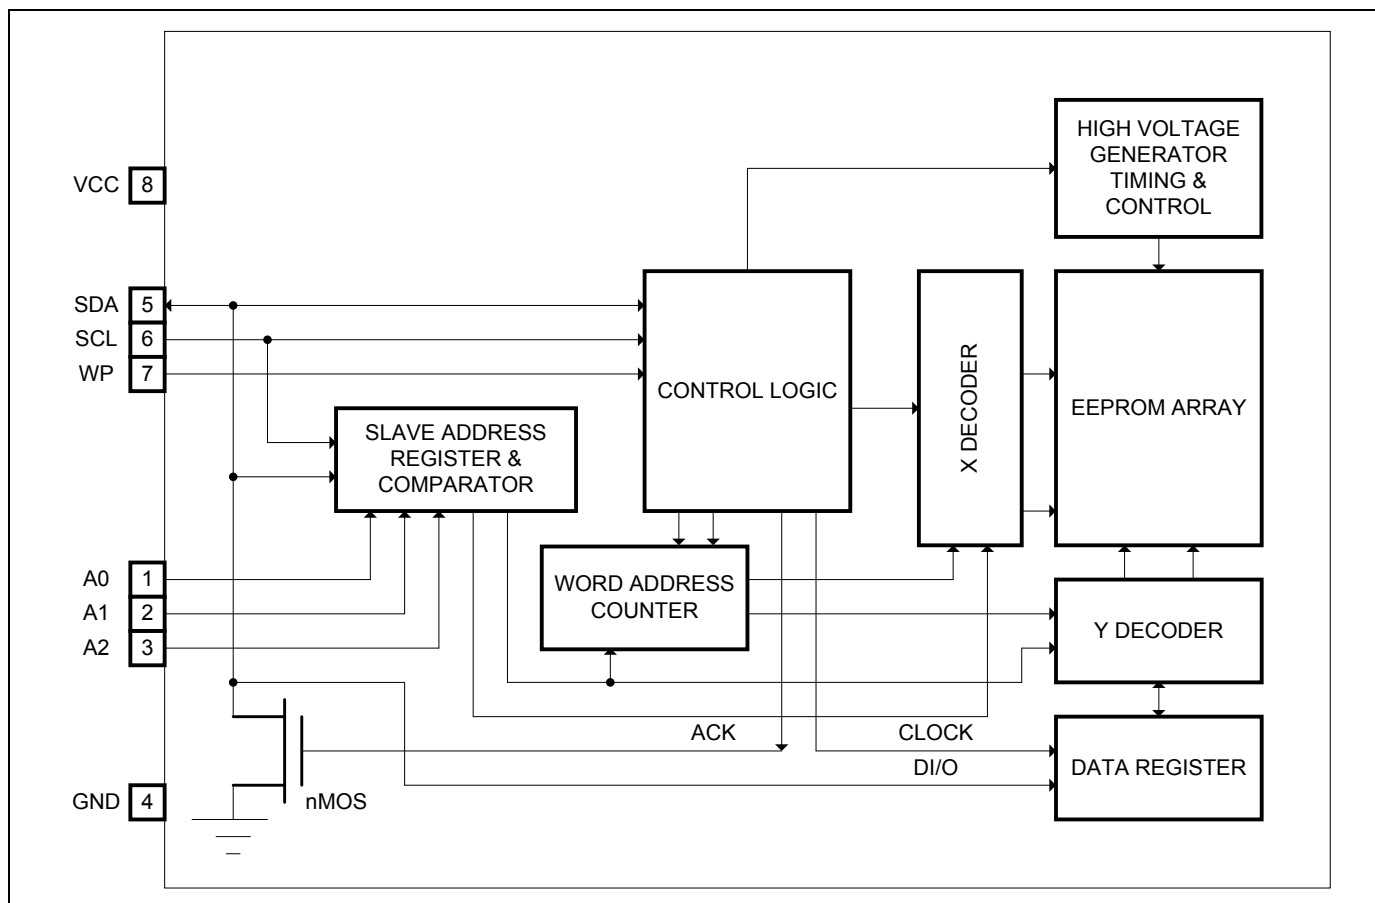 HIGH VOLTAGE
GENERATOR
TIMING &
CONTROL
VCC 8
SDA 5
SCL 6
WP 7
CONTROL LOGIC
X DECODER
EEPROM ARRAY
SLAVE ADDRESS
REGISTER &
COMPARATOR
A0 1
A1 2
A2 3
WORD ADDRESS
COUNTER
Y DECODER
ACK
CLOCK
DI/O
DATA REGISTER
GND 4
nMOS